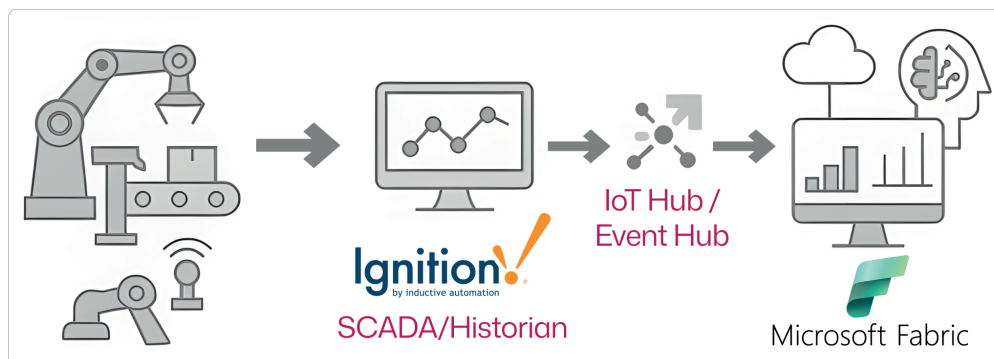 Ignition!
by inductive automation
SCADA/Historian
IoT Hub /
Event Hub
Microsoft Fabric